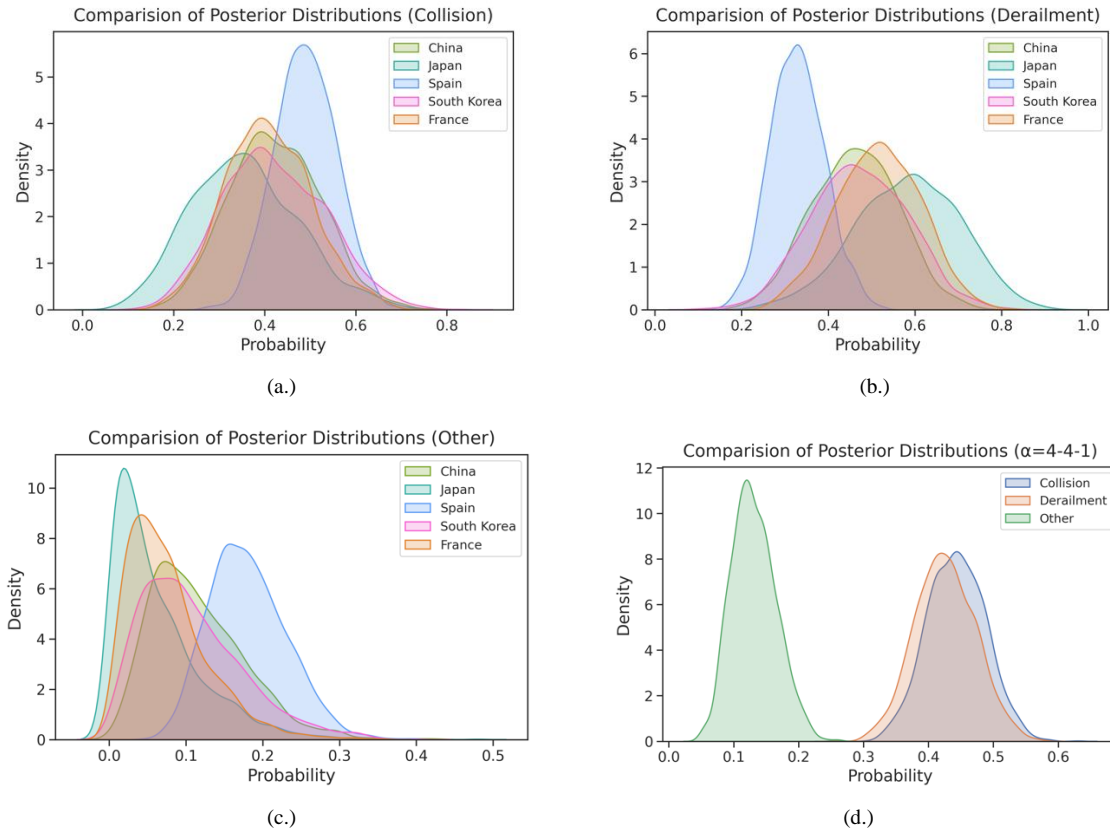 Comparision of Posterior Distributions (Collision)
China
Japan
Spain
South Korea
France
Density
5
4
3
2
1
0
0.0 0.2 0.4 0.6 0.8
Probability
(a.)
Comparision of Posterior Distributions (Derailment)
China
Japan
Spain
South Korea
France
Density
6
5
4
3
2
1
0
0.0 0.2 0.4 0.6 0.8 1.0
Probability
(b.)
Comparision of Posterior Distributions (Other)
China
Japan
Spain
South Korea
France
Density
10
8
6
4
2
0
0.0 0.1 0.2 0.3 0.4 0.5
Probability
(c.)
Comparision of Posterior Distributions (α=4-4-1)
Collision
Derailment
Other
Density
12
10
8
6
4
2
0
0.0 0.1 0.2 0.3 0.4 0.5 0.6
Probability
(d.)